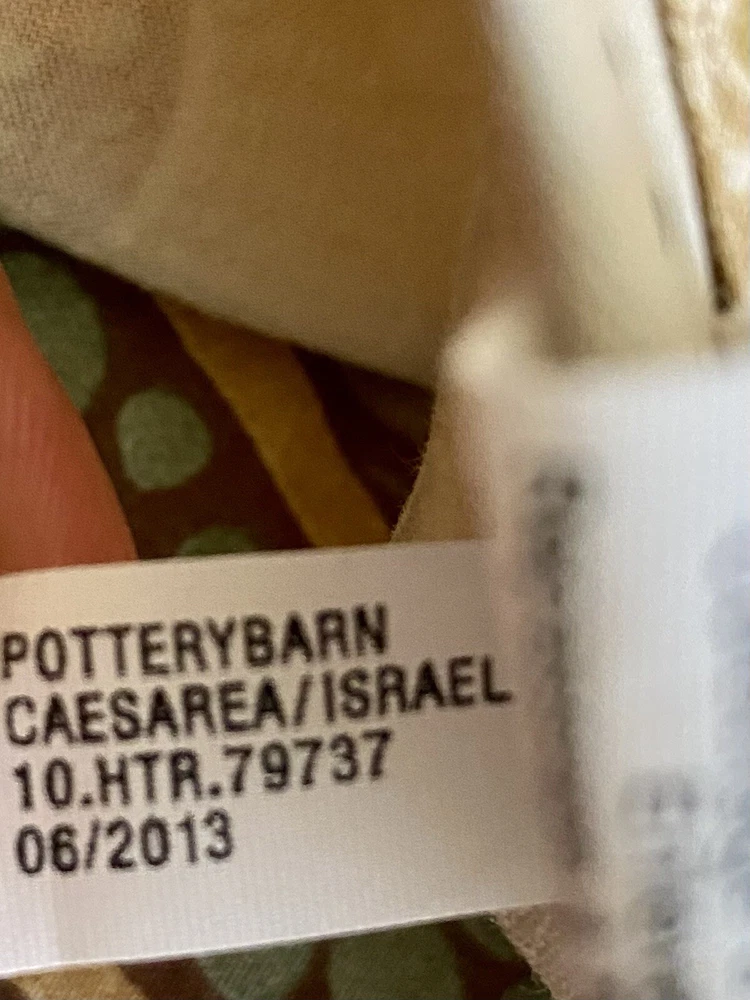 POTTERYBARN
CAESAREA/ISRAEL
10.HTR.79737
06/2013